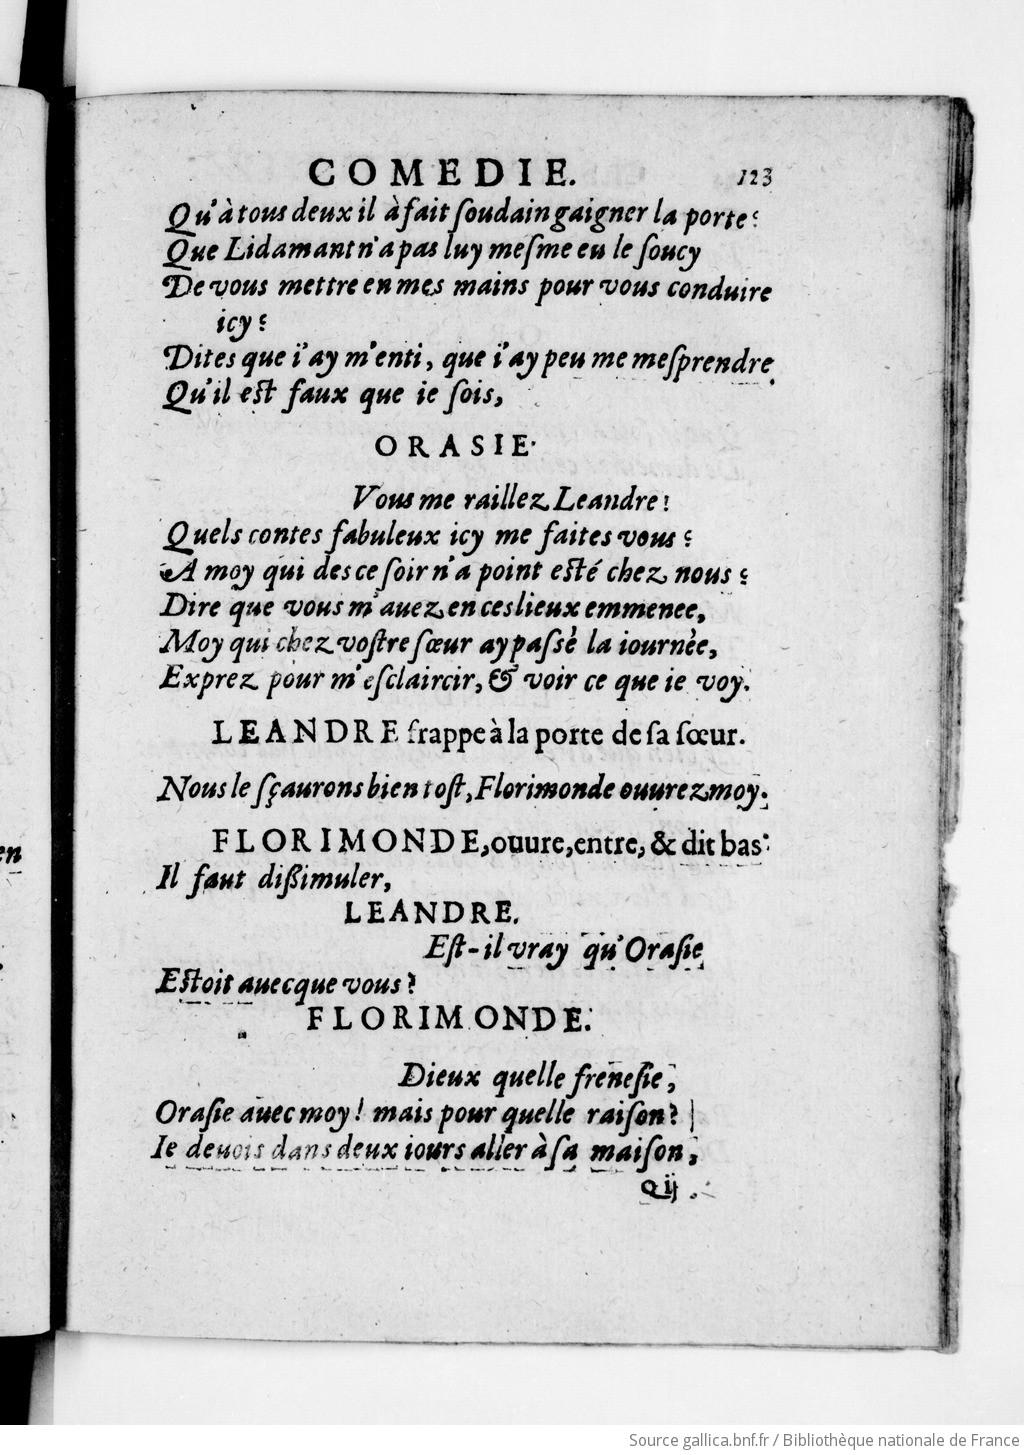 en
COMEDIE. 123
Qu'à tous deux il à fait soudain gaigner la porte?
Que Lidamant n'a pas luy mesme eu le soucy
De vous mettre en mes mains pour vous conduire
icy?
Dites que i'ay m'enti, que i'ay peu me mesprendre
Qu'il est faux que ie sois,
ORASIE.
Vous me raillez Leandre!
Quels contes fabuleux icy me faites vous?
A moy qui des ce soir n'a point esté chez nous?
Dire que vous m'auez en ces lieux emmenee,
Moy qui chez vostre sœur ay passè la iournèe,
Exprez pour m'esclaircir, & voir ce que ie voy.
LEANDRE frappe à la porte de sa sœur.
Nous le sçaurons bien tost, Florimonde ouurez moy.
FLORIMONDE, ouure, entre, & dit bas:
Il faut dißimuler,
LEANDRE.
Est-il vray qu'Orasie
Estoit auecque vous?
FLORIMONDE.
Dieux quelle frenesie,
Orasie auec moy! mais pour quelle raison?
Ie deuois dans deux iours aller à sa maison,
Q ij
Source gallica.bnf.fr / Bibliothèque nationale de France